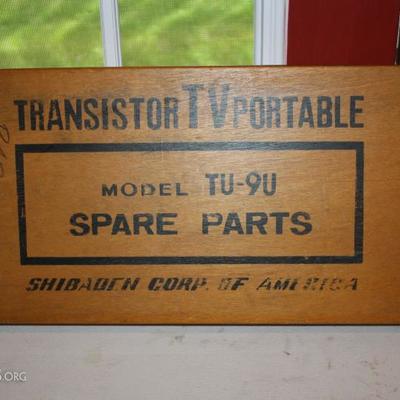 TRANSISTOR TV PORTABLE
MODEL TU-9U
SPARE PARTS
SHIBADEN CORP. OF AMERICA